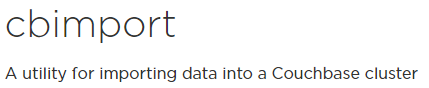 cbimport
A utility for importing data into a Couchbase cluster